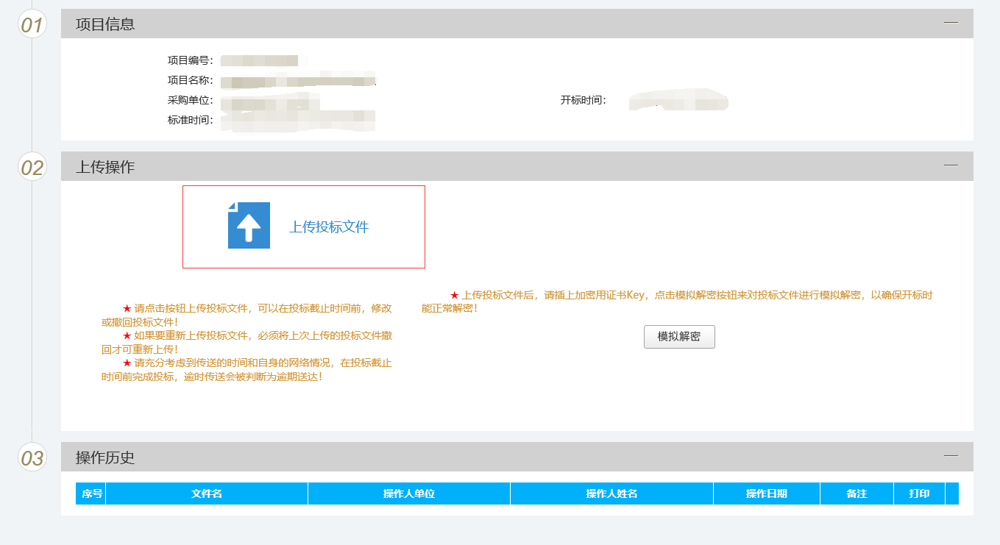 01
项目信息
项目编号：
项目名称：
采购单位：
开标时间：
标准时间：
02
上传操作
上传投标文件
★ 请点击按钮上传投标文件，可以在投标截止时间前，修改
或撤回投标文件！
★ 如果要重新上传投标文件，必须将上次上传的投标文件撤
回才可重新上传！
★ 请充分考虑到传送的时间和自身的网络情况，在投标截止
时间前完成投标，逾时传送会被判断为逾期送达！
★ 上传投标文件后，请插上加密用证书Key，点击模拟解密按钮来对投标文件进行模拟解密，以确保开标时
能正常解密！
模拟解密
03
操作历史
序号 文件名 操作人单位 操作人姓名 操作日期 备注 打印